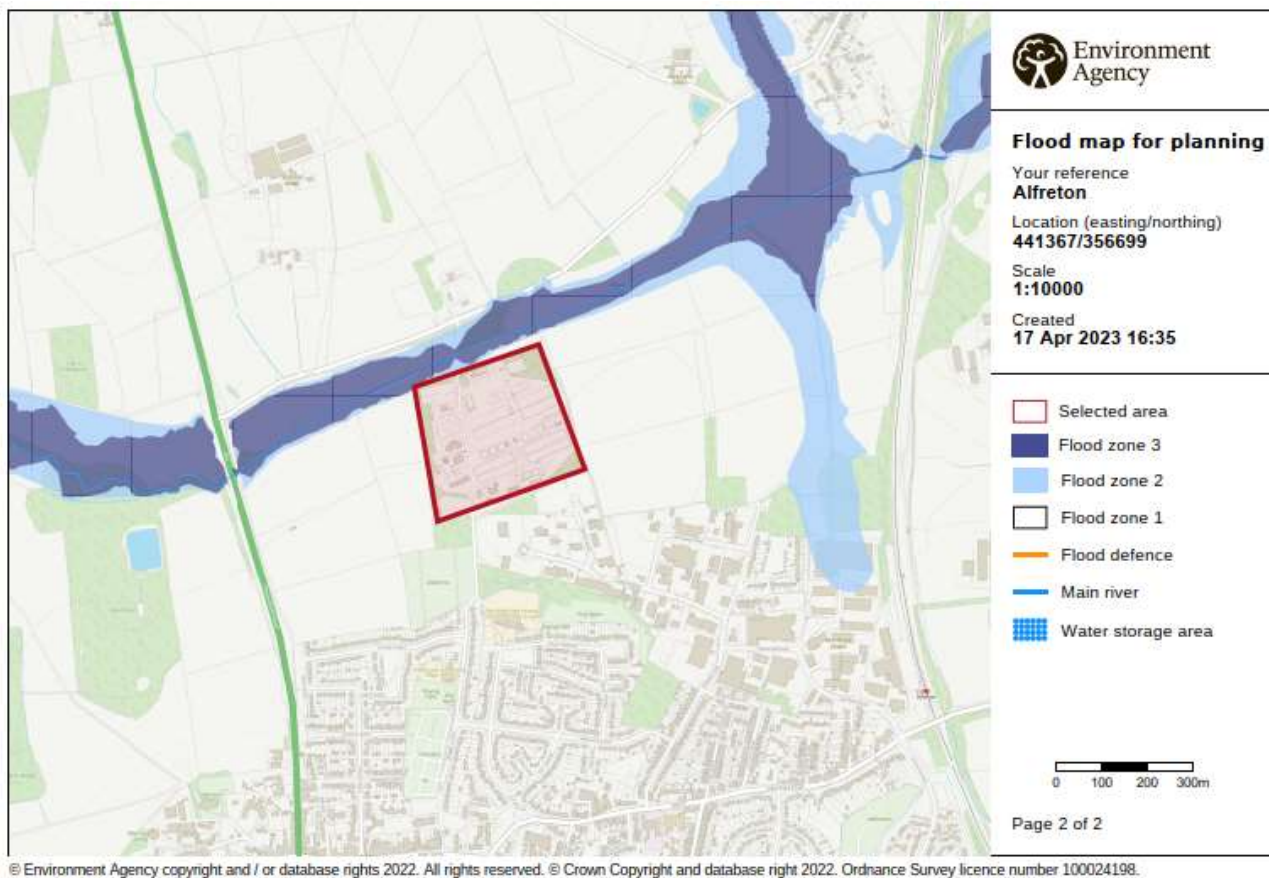 Environment
Agency
Flood map for planning
Your reference
Alfreton
Location (easting/northing)
441367/356699
Scale
1:10000
Created
17 Apr 2023 16:35
Selected area
Flood zone 3
Flood zone 2
Flood zone 1
Flood defence
Main river
Water storage area
0 100 200 300m
Page 2 of 2
© Environment Agency copyright and / or database rights 2022. All rights reserved. © Crown Copyright and database right 2022. Ordnance Survey licence number 100024198.